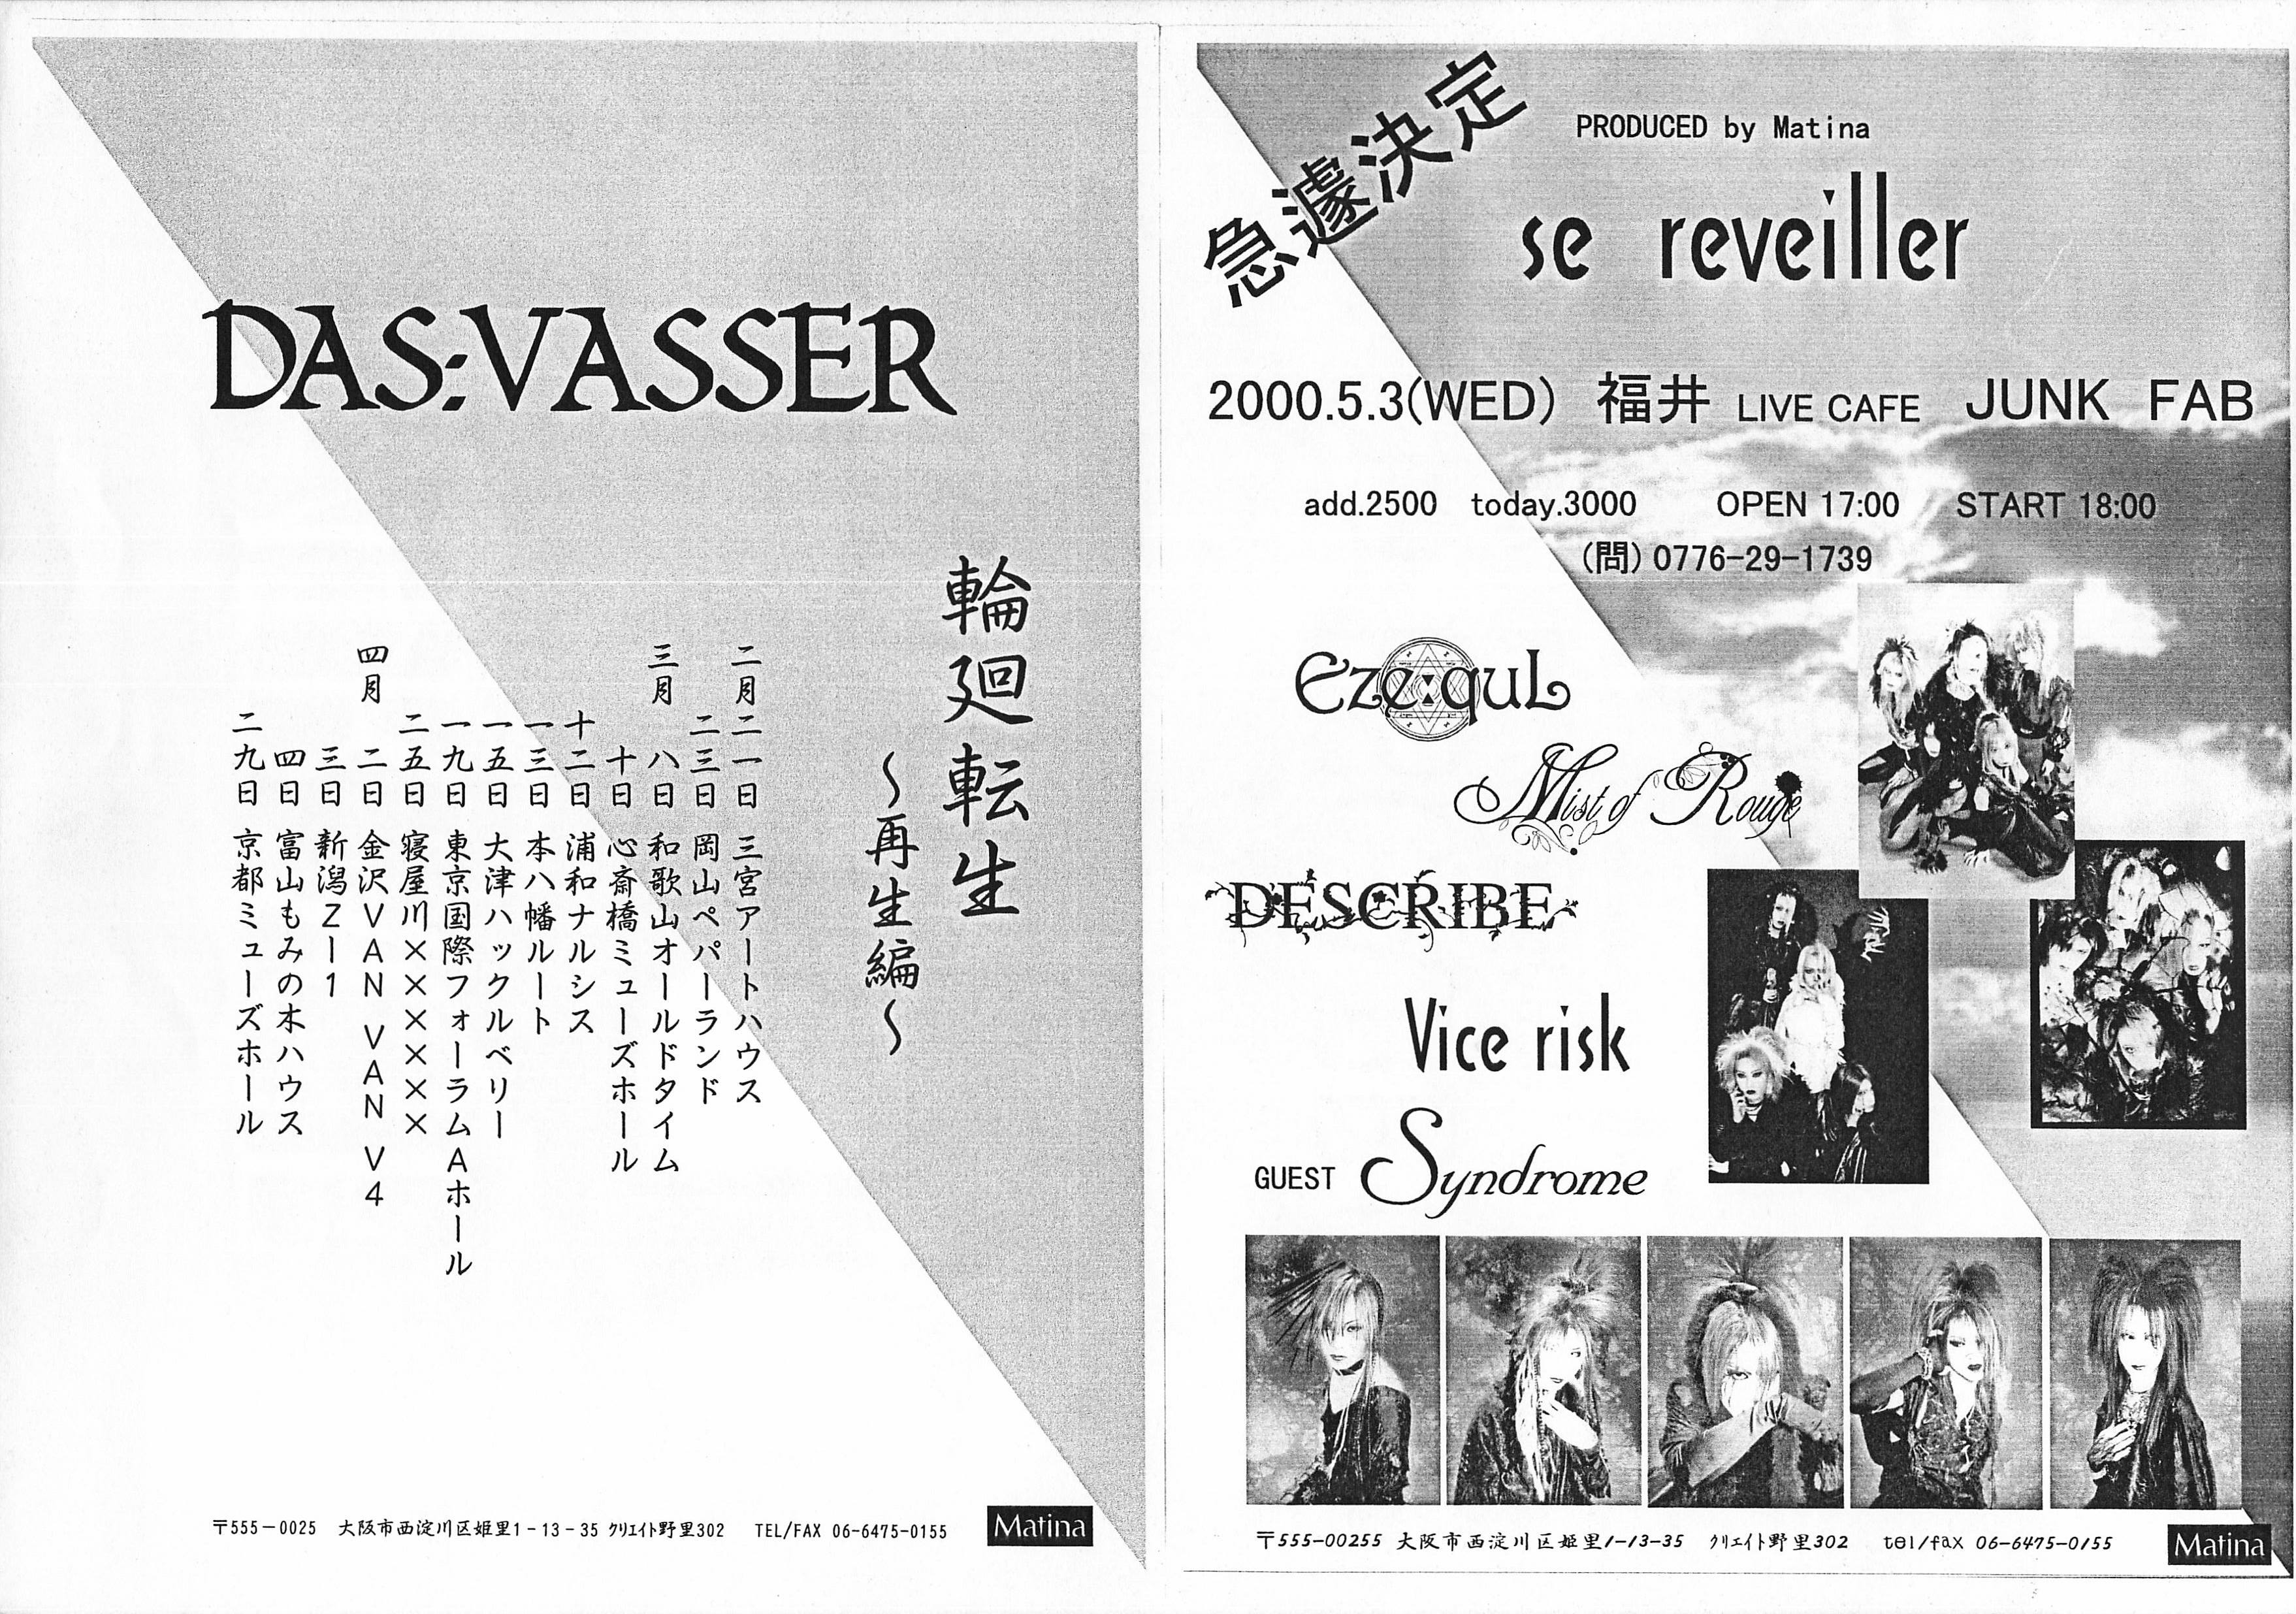 DAS:VASSER
輪廻転生
〜再生編〜
二月二一日 三宮アートハウス
二三日 岡山ペパーランド
三月 八日 和歌山オールドタイム
十日 心斎橋ミューズホール
十二日 浦和ナルシス
一三日 本八幡ルート
一五日 大津ハックルベリー
一九日 東京国際フォーラムAホール
二五日 寝屋川××××××
四月 二日 金沢VAN VAN V4
三日 新潟Zー1
四日 富山もみの木ハウス
二九日 京都ミューズホール
〒555-0025 大阪市西淀川区姫里1-13-35 ｸﾘｴｲﾄ野里302 TEL/FAX 06-6475-0155
Matina
急遽決定
PRODUCED by Matina
se reveiller
2000.5.3(WED) 福井 LIVE CAFE JUNK FAB
add.2500 today.3000 OPEN 17:00 START 18:00
(問) 0776-29-1739
eze:quL
Mist of Rouge
DESCRIBE
Vice risk
GUEST Syndrome
〒555-00255 大阪市西淀川区姫里1-13-35 ｸﾘｴｲﾄ野里302 tel/fax 06-6475-0155
Matina